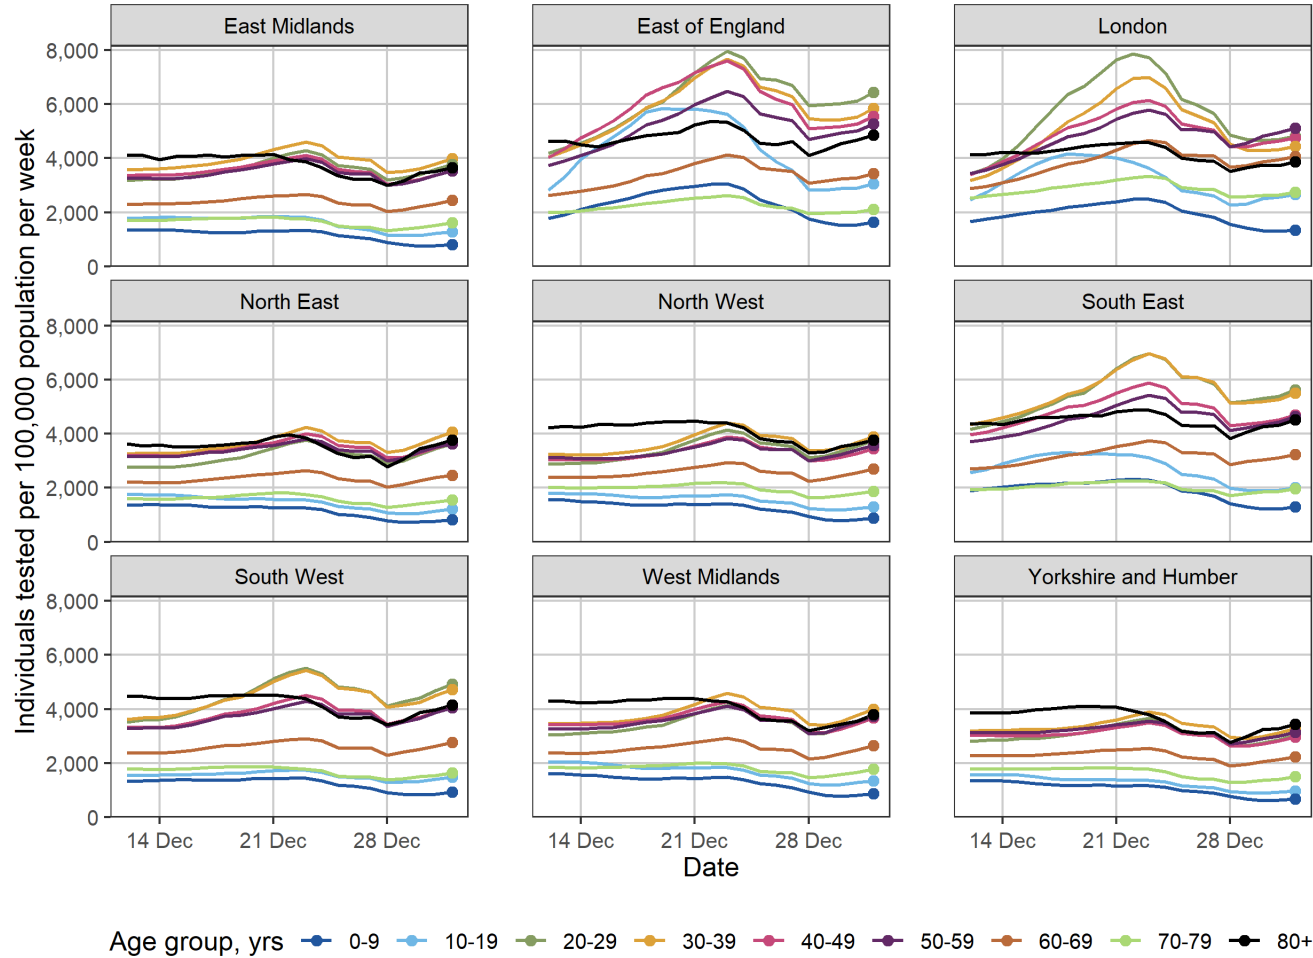 East Midlands
East of England
London
8,000
6,000
4,000
2,000
0
North East
North West
South East
8,000
6,000
4,000
2,000
0
South West
West Midlands
Yorkshire and Humber
8,000
6,000
4,000
2,000
0
14 Dec 21 Dec 28 Dec
14 Dec 21 Dec 28 Dec
14 Dec 21 Dec 28 Dec
Individuals tested per 100,000 population per week
Date
Age group, yrs 0-9 10-19 20-29 30-39 40-49 50-59 60-69 70-79 80+